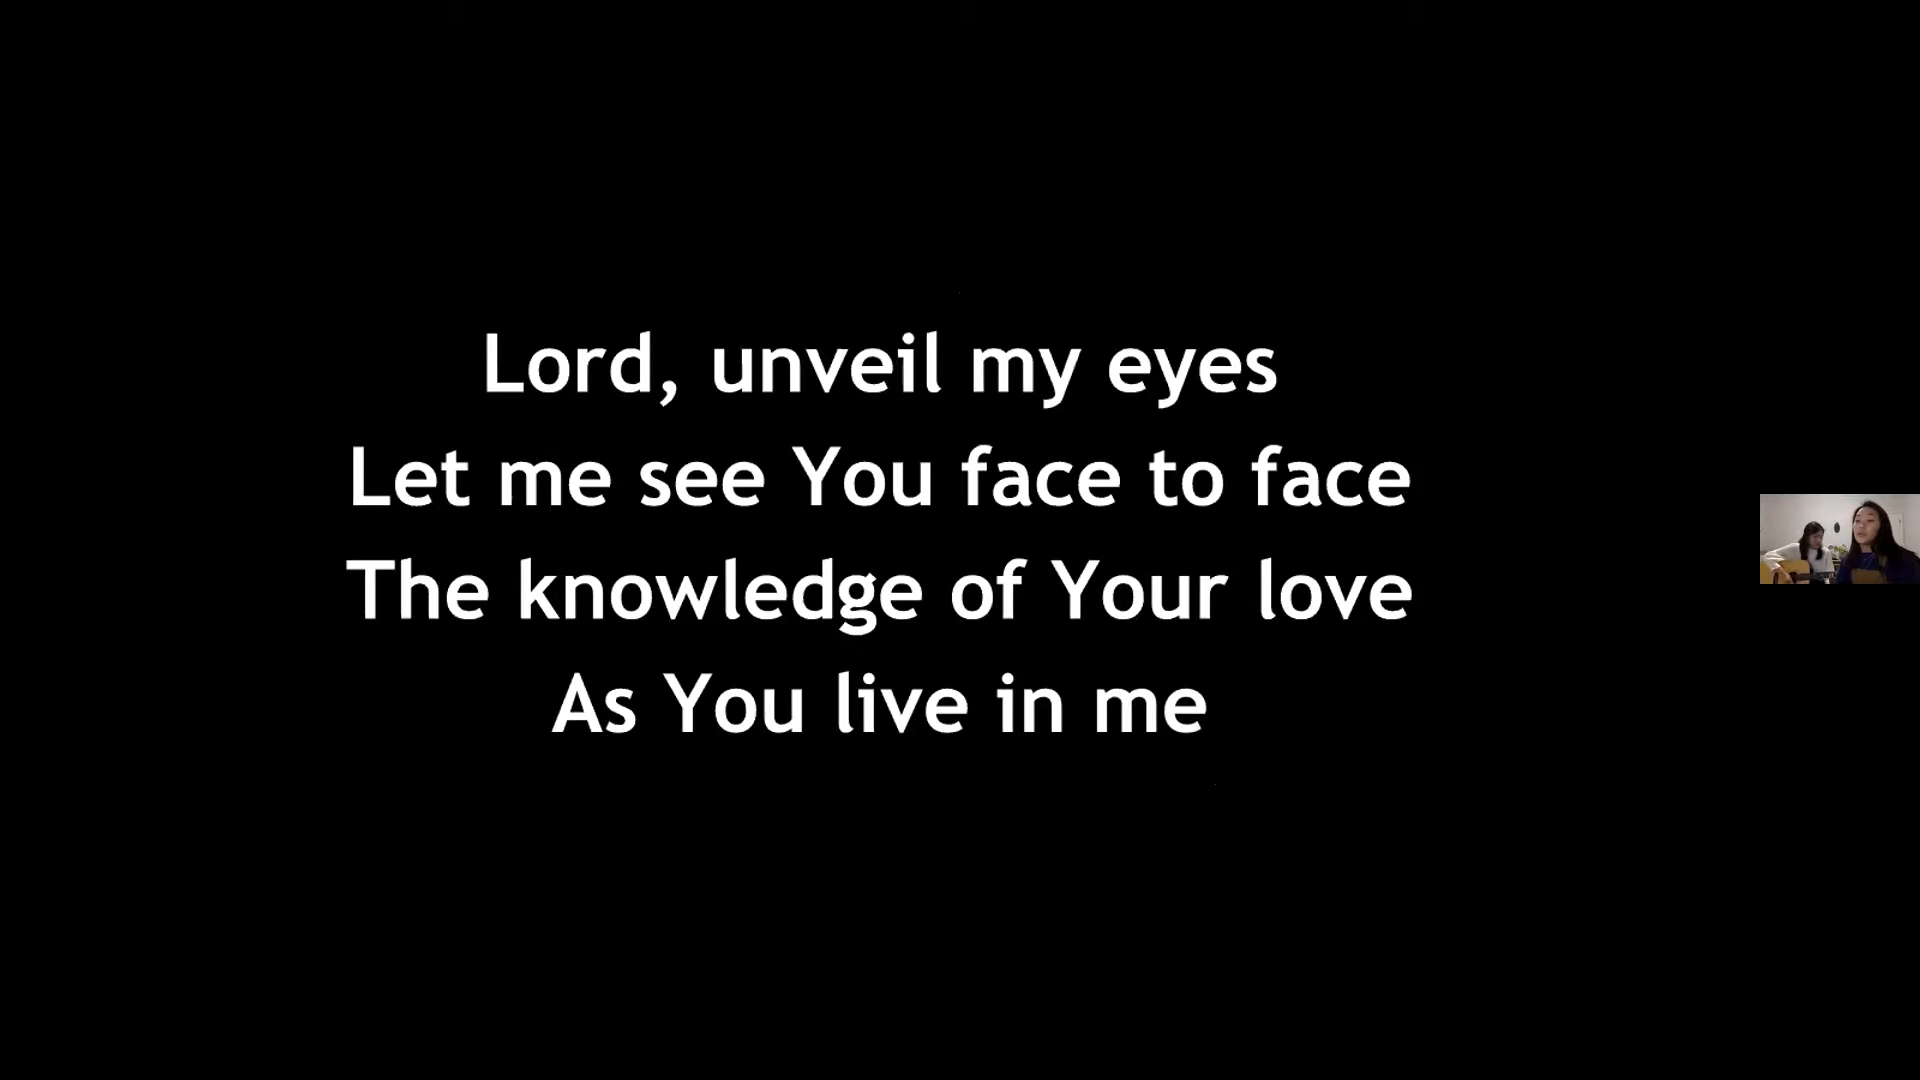 Lord, unveil my eyes
Let me see You face to face
The knowledge of Your love
As You live in me